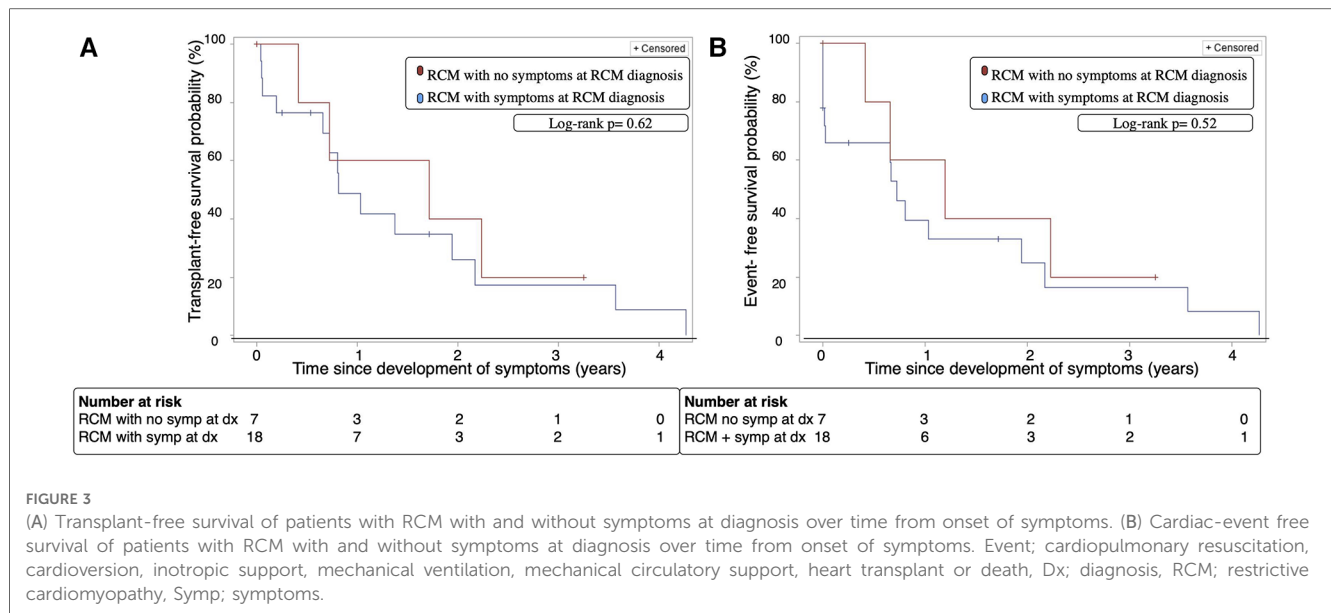 A
Transplant-free survival probability (%)
100
80
60
40
20
0
+ Censored
RCM with no symptoms at RCM diagnosis
RCM with symptoms at RCM diagnosis
Log-rank p= 0.62
0 1 2 3 4
Time since development of symptoms (years)
Number at risk
RCM with no symp at dx 7 3 2 1 0
RCM with symp at dx 18 7 3 2 1
B
Event- free survival probability (%)
100
80
60
40
20
0
+ Censored
RCM with no symptoms at RCM diagnosis
RCM with symptoms at RCM diagnosis
Log-rank p= 0.52
0 1 2 3 4
Time since development of symptoms (years)
Number at risk
RCM no symp at dx 7 3 2 1 0
RCM + symp at dx 18 6 3 2 1
FIGURE 3
(A) Transplant-free survival of patients with RCM with and without symptoms at diagnosis over time from onset of symptoms. (B) Cardiac-event free
survival of patients with RCM with and without symptoms at diagnosis over time from onset of symptoms. Event; cardiopulmonary resuscitation,
cardioversion, inotropic support, mechanical ventilation, mechanical circulatory support, heart transplant or death, Dx; diagnosis, RCM; restrictive
cardiomyopathy, Symp; symptoms.